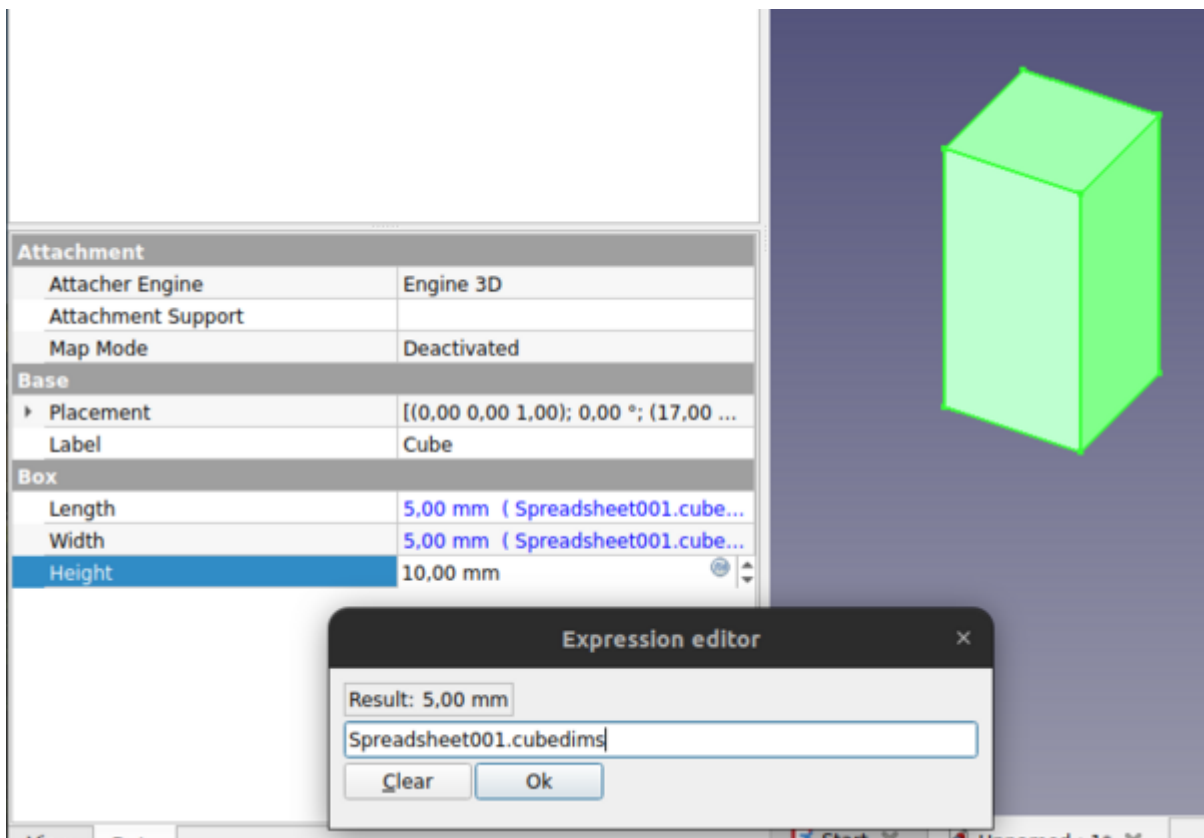 Attachment
Attacher Engine Engine 3D
Attachment Support
Map Mode Deactivated
Base
Placement [(0,00 0,00 1,00); 0,00 °; (17,00 ...
Label Cube
Box
Length 5,00 mm ( Spreadsheet001.cube...
Width 5,00 mm ( Spreadsheet001.cube...
Height 10,00 mm
Expression editor
Result: 5,00 mm
Spreadsheet001.cubedims
Clear Ok
Start